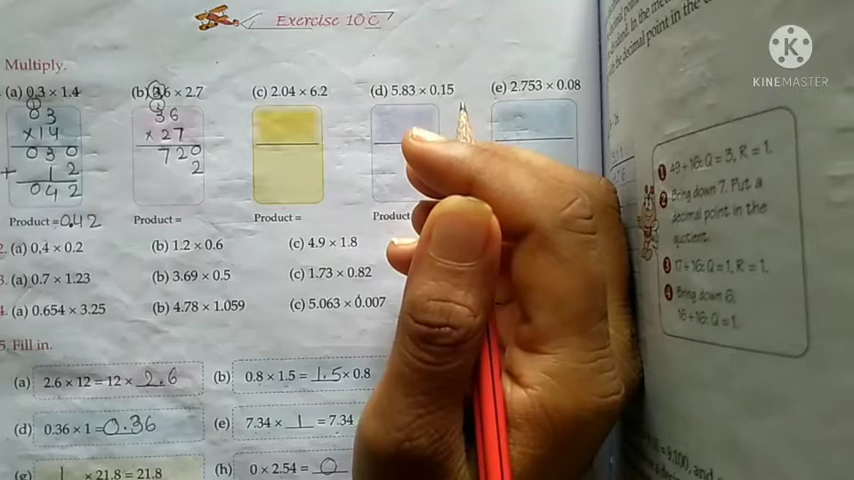 Exercise 10 C
KINEMASTER
Multiply.
(a) 0.3 × 1.4
(b) 3.6 × 2.7
(c) 2.04 × 6.2
(d) 5.83 × 0.15
(e) 2.753 × 0.08
1
03
×14
030
+ 12
042
1
36
×27
720
2
Product = 0.42
Product =
Product =
Product
2. (a) 0.4 × 0.2
(b) 1.2 × 0.6
(c) 4.9 × 1.8
3. (a) 0.7 × 1.23
(b) 3.69 × 0.5
(c) 1.73 × 0.82
4. (a) 0.654 × 3.25
(b) 4.78 × 1.059
(c) 5.063 × 0.007
5. Fill in.
(a) 2.6 × 12 = 12 × 2.6
(b) 0.8 × 1.5 = 1.5 × 0.8
(d) 0.36 × 1 = 0.36
(e) 7.34 × 1 = 7.34
(g) 1 × 21.8 = 21.8
(h) 0 × 2.54 = 0
1 49 ÷ 16: Q = 3, R = 1.
2 Bring down 7. Put a
decimal point in the
quotient.
3 17 ÷ 16: Q = 1, R = 1.
4 Bring down 6.
16 ÷ 16: Q = 1.